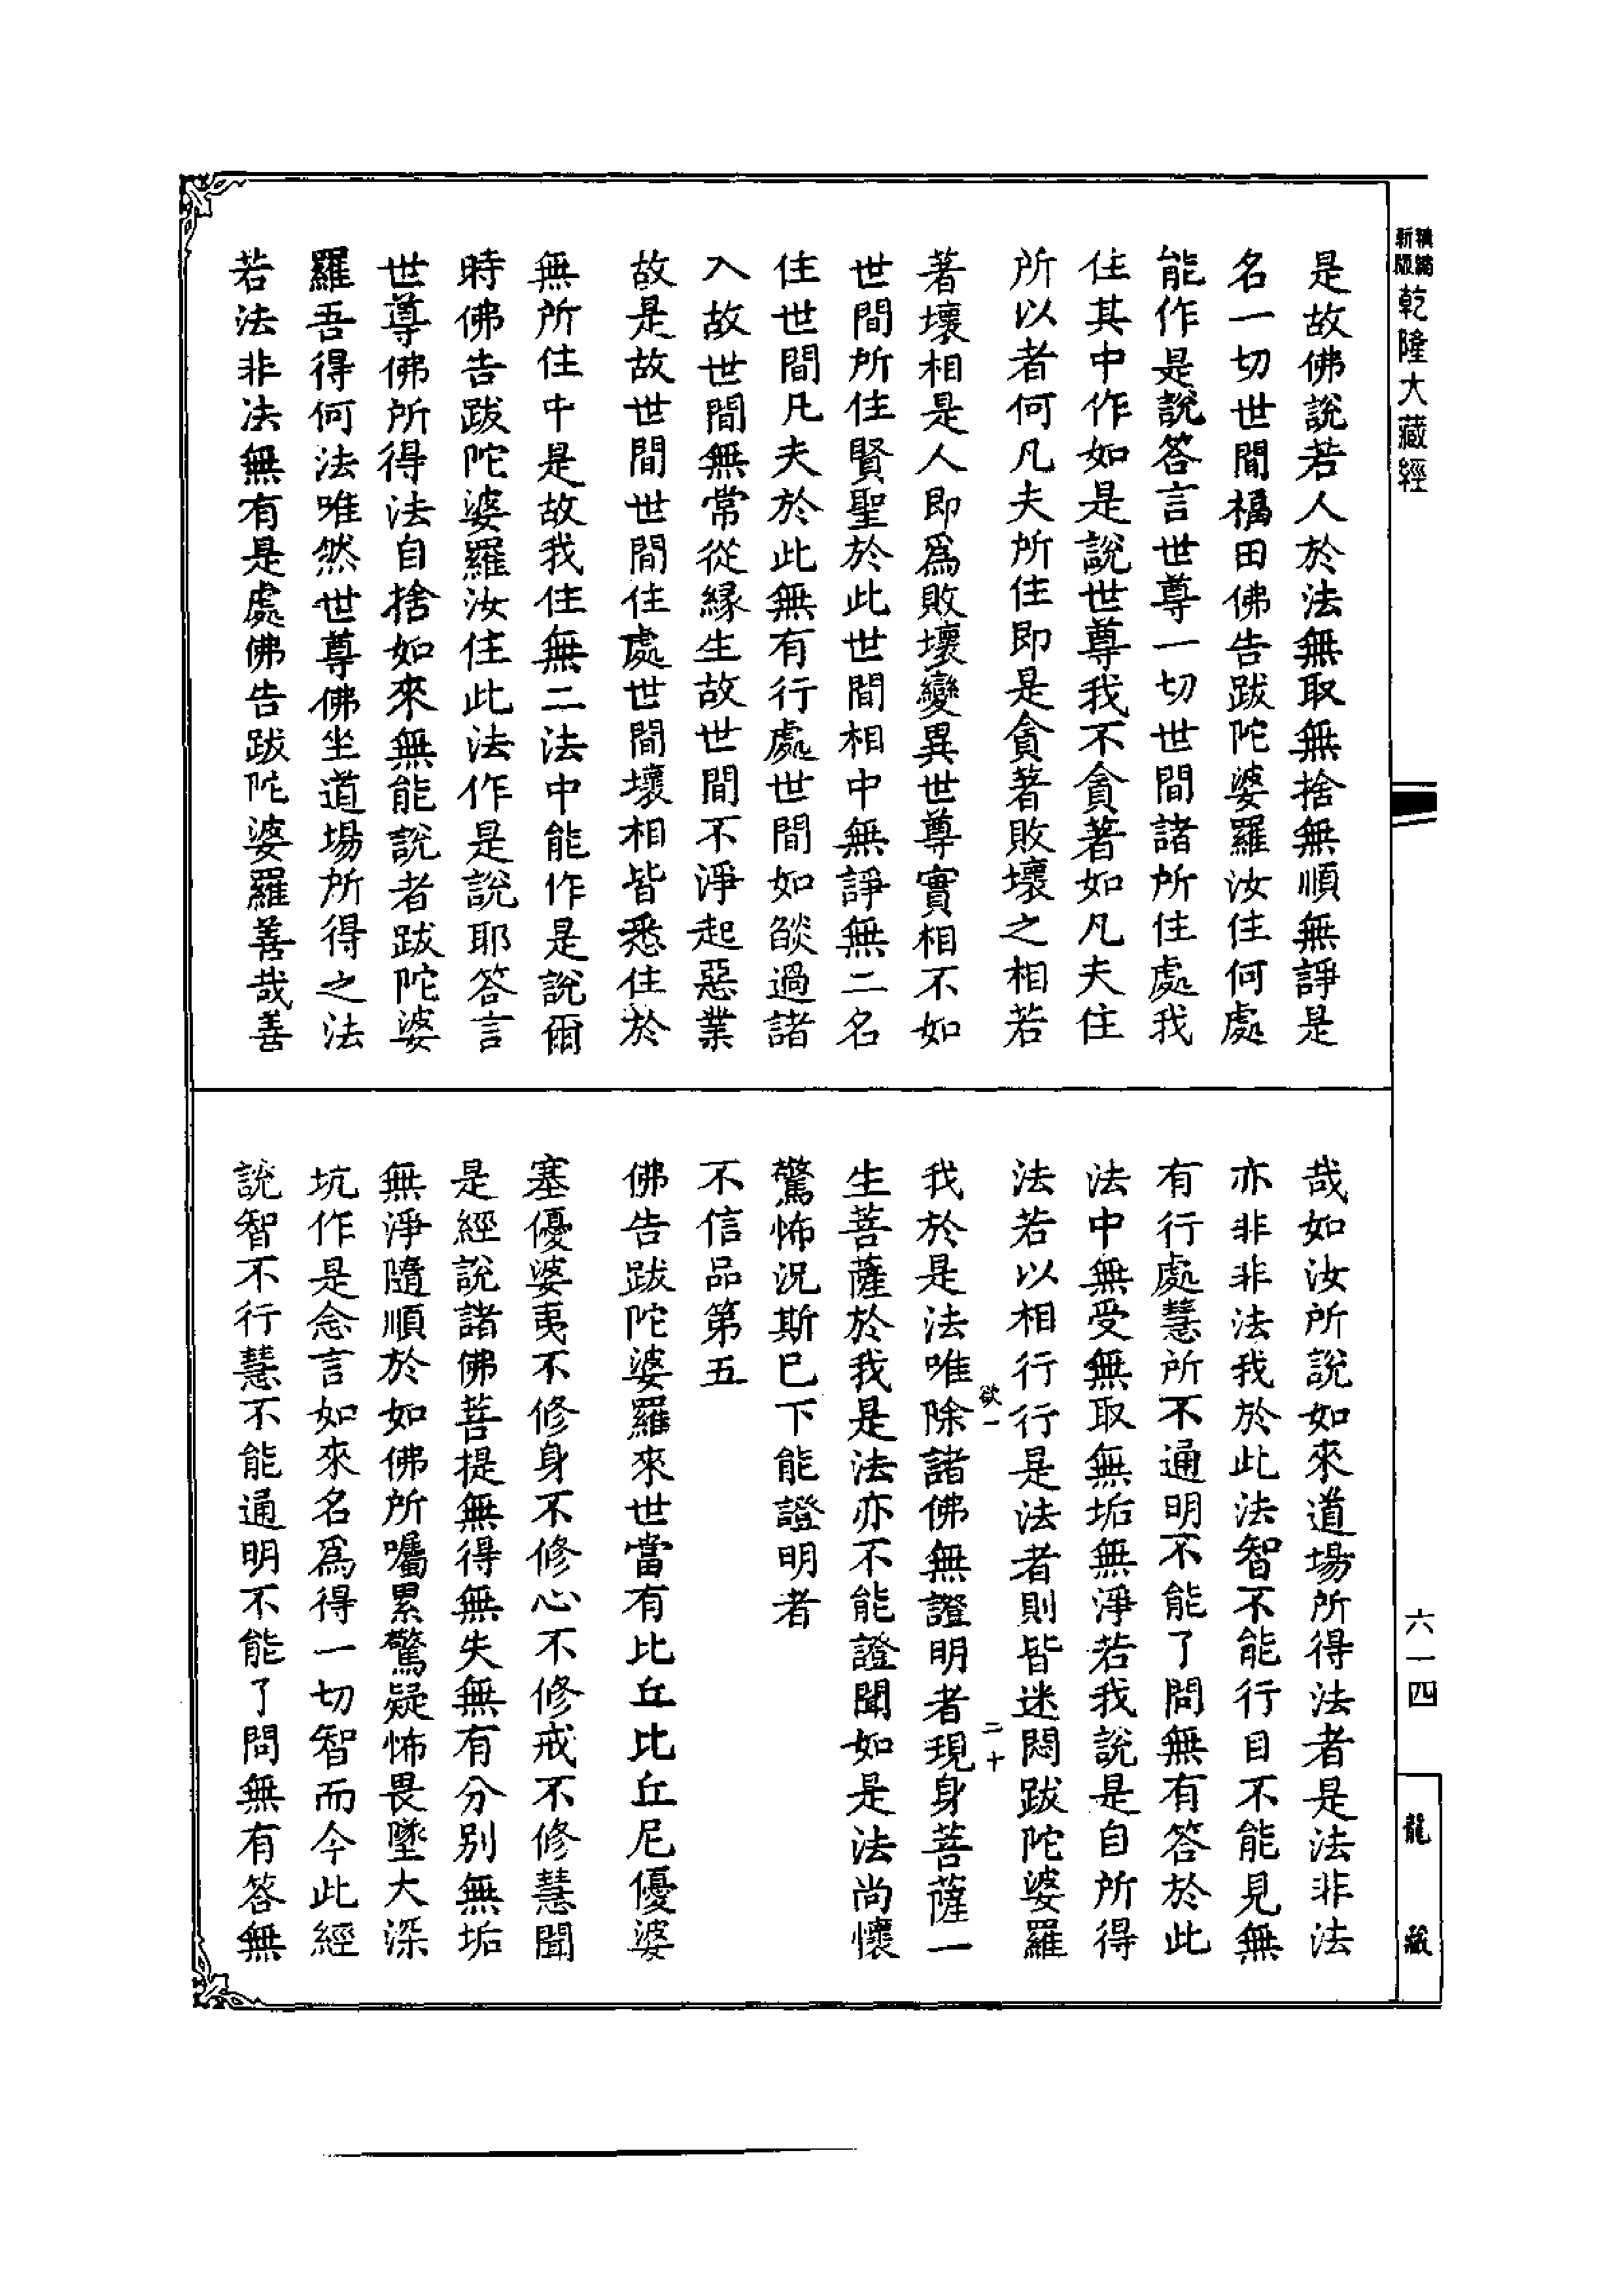 新版精縮乾隆大藏經
是故佛說若人於法無取無捨無順無諍是
名一切世間福田佛告跋陀婆羅汝住何處
能作是說答言世尊一切世間諸所住處我
住其中作如是說世尊我不貪著如凡夫住
所以者何凡夫所住即是貪著敗壞之相若
著壞相是人即為敗壞變異世尊實相不如
世間所住賢聖於此世間相中無諍無二名
住世間凡夫於此無有行處世間如燄過諸
入故世間無常從緣生故世間不淨起惡業
故是故世間世間住處世間壞相皆悉住於
無所住中是故我住無二法中能作是說爾
時佛告跋陀婆羅汝住此法作是說耶答言
世尊佛所得法自捨如來無能說者跋陀婆
羅吾得何法唯然世尊佛坐道場所得之法
若法非法無有是處佛告跋陀婆羅善哉善
哉如汝所說如來道場所得法者是法非法
亦非非法我於此法智不能行目不能見無
有行處慧所不通明不能了問無有答於此
法中無受無取無垢無淨若我說是自所得
法若以相行行是法者則皆迷悶跋陀婆羅
欲一　二十
我於是法唯除諸佛無證明者現身菩薩一
生菩薩於我是法亦不能證聞如是法尚懷
驚怖況斯已下能證明者
不信品第五
佛告跋陀婆羅來世當有比丘比丘尼優婆
塞優婆夷不修身不修心不修戒不修慧聞
是經說諸佛菩提無得無失無有分別無垢
無淨隨順於如佛所囑累驚疑怖畏墜大深
坑作是念言如來名為得一切智而今此經
說智不行慧不能通明不能了問無有答無
六一四
龍藏